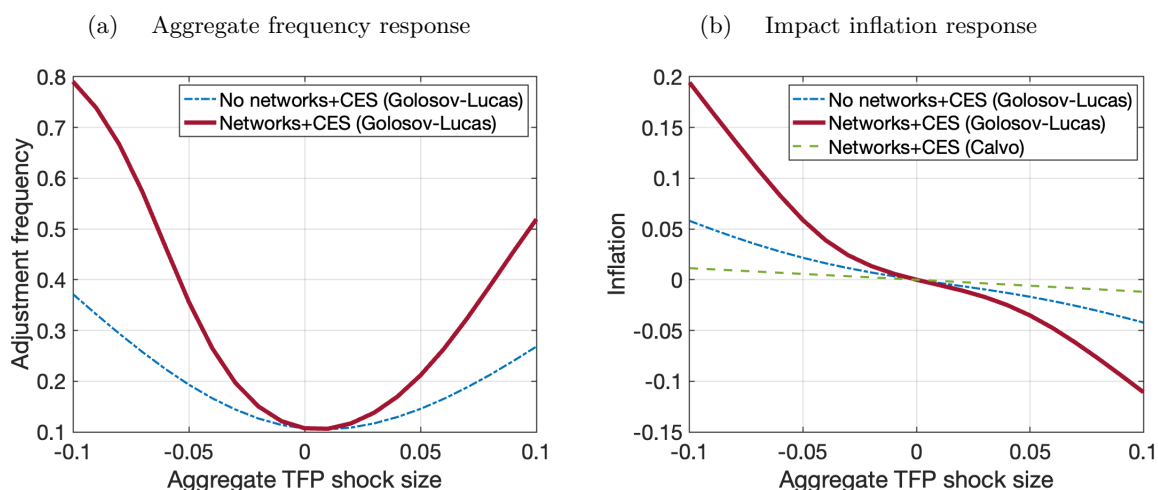 (a) Aggregate frequency response
0.8
0.7
0.6
0.5
0.4
0.3
0.2
0.1
Adjustment frequency
No networks+CES (Golosov-Lucas)
Networks+CES (Golosov-Lucas)
-0.1 -0.05 0 0.05 0.1
Aggregate TFP shock size
(b) Impact inflation response
0.2
0.15
0.1
0.05
0
-0.05
-0.1
-0.15
Inflation
No networks+CES (Golosov-Lucas)
Networks+CES (Golosov-Lucas)
Networks+CES (Calvo)
-0.1 -0.05 0 0.05 0.1
Aggregate TFP shock size